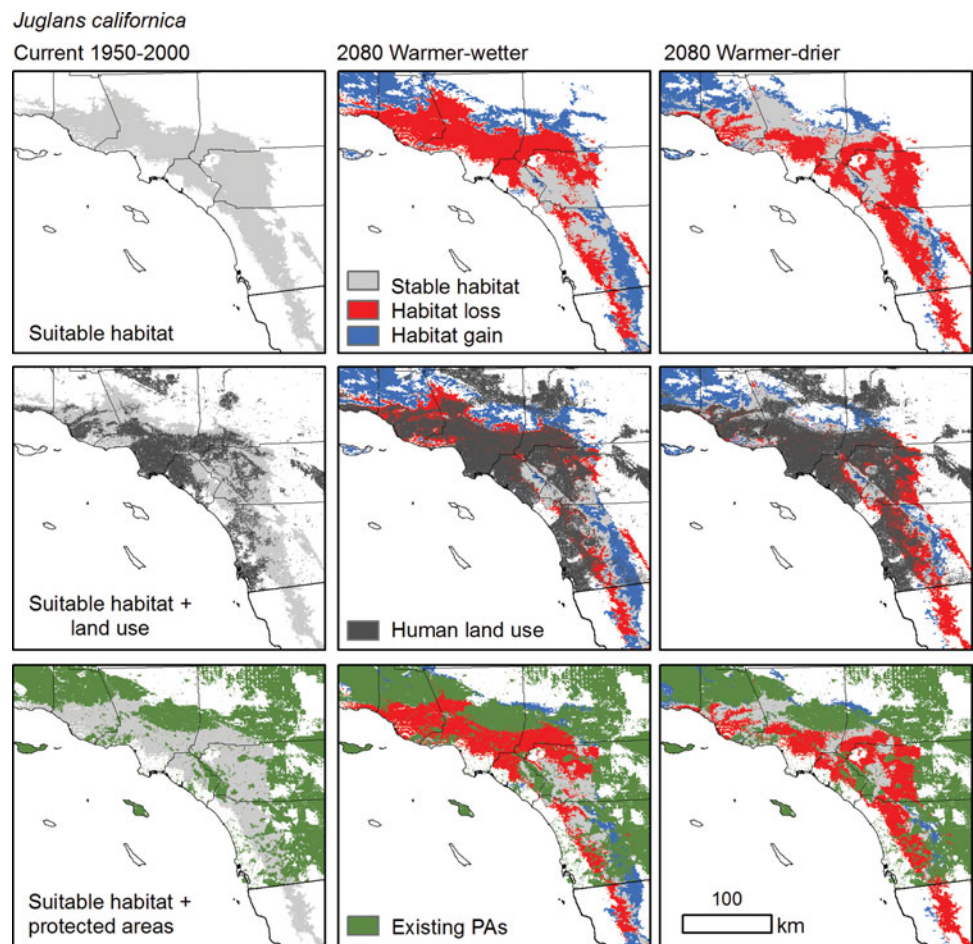 Juglans californica
Current 1950-2000
2080 Warmer-wetter
2080 Warmer-drier
Suitable habitat
Stable habitat
Habitat loss
Habitat gain
Suitable habitat +
land use
Human land use
Suitable habitat +
protected areas
Existing PAs
100
km